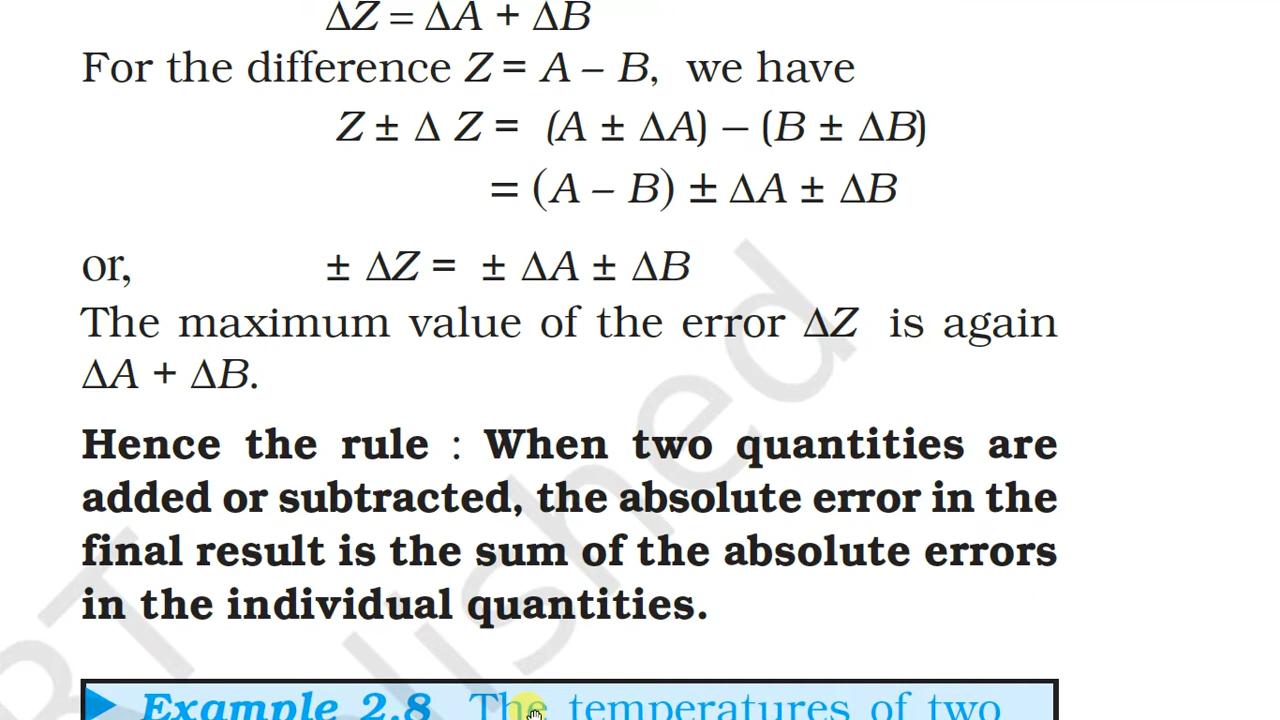 ΔZ = ΔA + ΔB
For the difference Z = A – B, we have
Z ± Δ Z = (A ± ΔA) – (B ± ΔB)
= (A – B) ± ΔA ± ΔB
or, ± ΔZ = ± ΔA ± ΔB
The maximum value of the error ΔZ is again
ΔA + ΔB.
Hence the rule : When two quantities are
added or subtracted, the absolute error in the
final result is the sum of the absolute errors
in the individual quantities.
Example 2.8 The temperatures of two